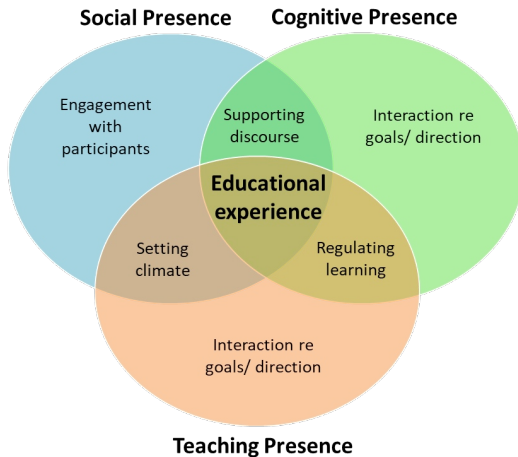 Social Presence
Cognitive Presence
Engagement
with
participants
Supporting
discourse
Interaction re
goals/ direction
Educational
experience
Setting
climate
Regulating
learning
Interaction re
goals/ direction
Teaching Presence